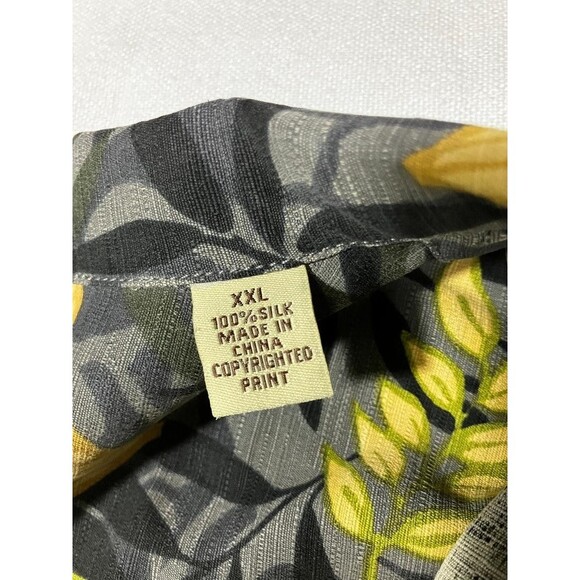 XXL
100%SILK
MADE IN
CHINA
COPYRIGHTED
PRINT